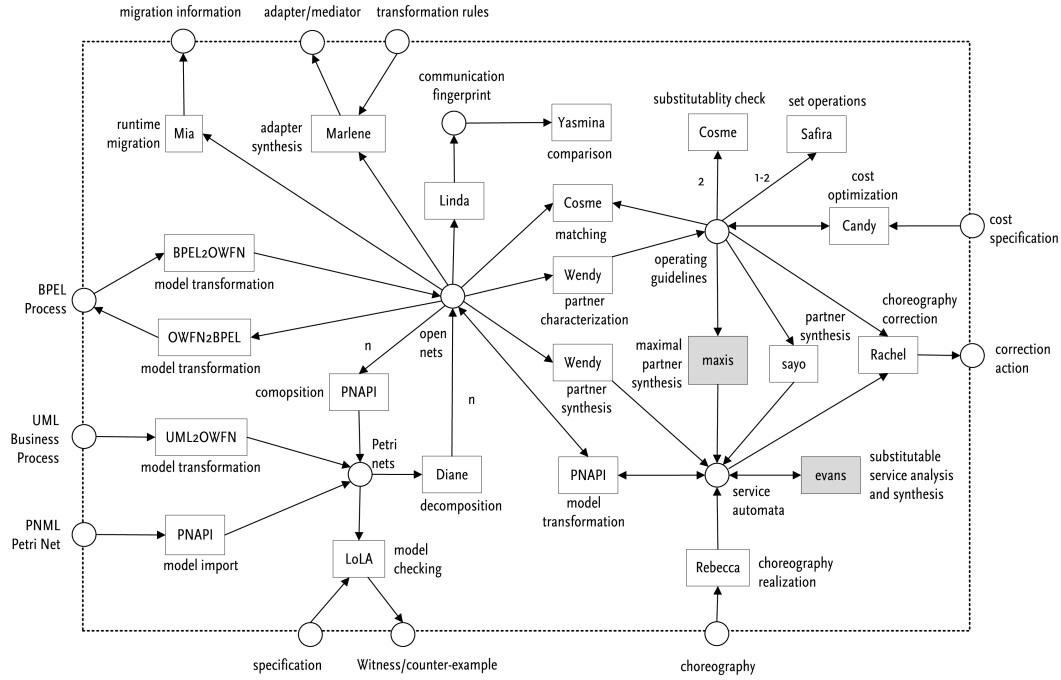 migration information
adapter/mediator
transformation rules
communication
fingerprint
substitutablity check
set operations
runtime
migration
Mia
adapter
synthesis
Marlene
Yasmina
comparison
Cosme
Safira
2
1-2
cost
optimization
Linda
Cosme
matching
Candy
cost
specification
BPEL2OWFN
model transformation
Wendy
partner
characterization
operating
guidelines
BPEL
Process
OWFN2BPEL
model transformation
open
nets
n
choreography
correction
partner
synthesis
maximal
partner
synthesis
maxis
sayo
Rachel
correction
action
Wendy
partner
synthesis
comopsition
PNAPI
n
UML
Business
Process
UML2OWFN
model transformation
Petri
nets
Diane
decomposition
PNAPI
model
transformation
service
automata
evans
substitutable
service analysis
and synthesis
PNML
Petri Net
PNAPI
model import
LoLA
model
checking
Rebecca
choreography
realization
specification
Witness/counter-example
choreography